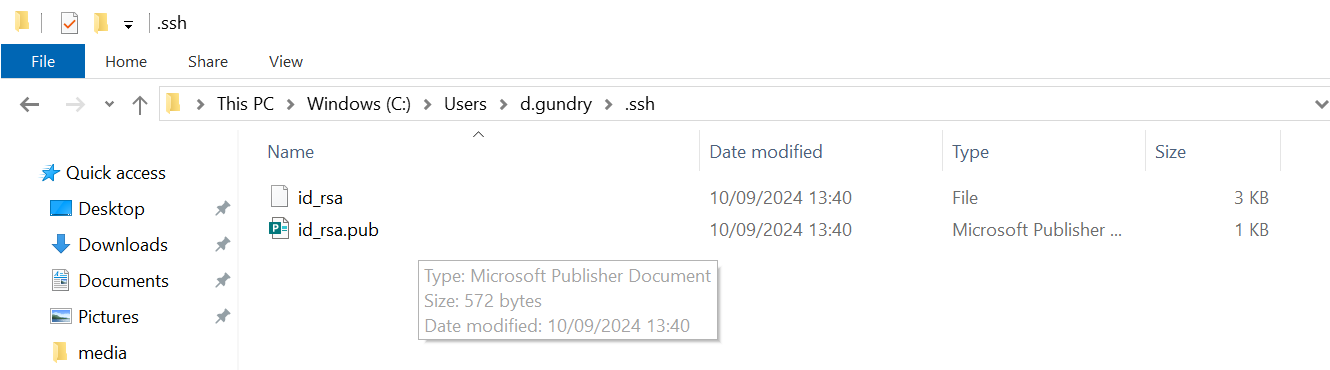 .ssh
File Home Share View
This PC Windows (C:) Users d.gundry .ssh
Name Date modified Type Size
Quick access
Desktop
Downloads
Documents
Pictures
media
id_rsa 10/09/2024 13:40 File 3 KB
id_rsa.pub 10/09/2024 13:40 Microsoft Publisher ... 1 KB
Type: Microsoft Publisher Document
Size: 572 bytes
Date modified: 10/09/2024 13:40